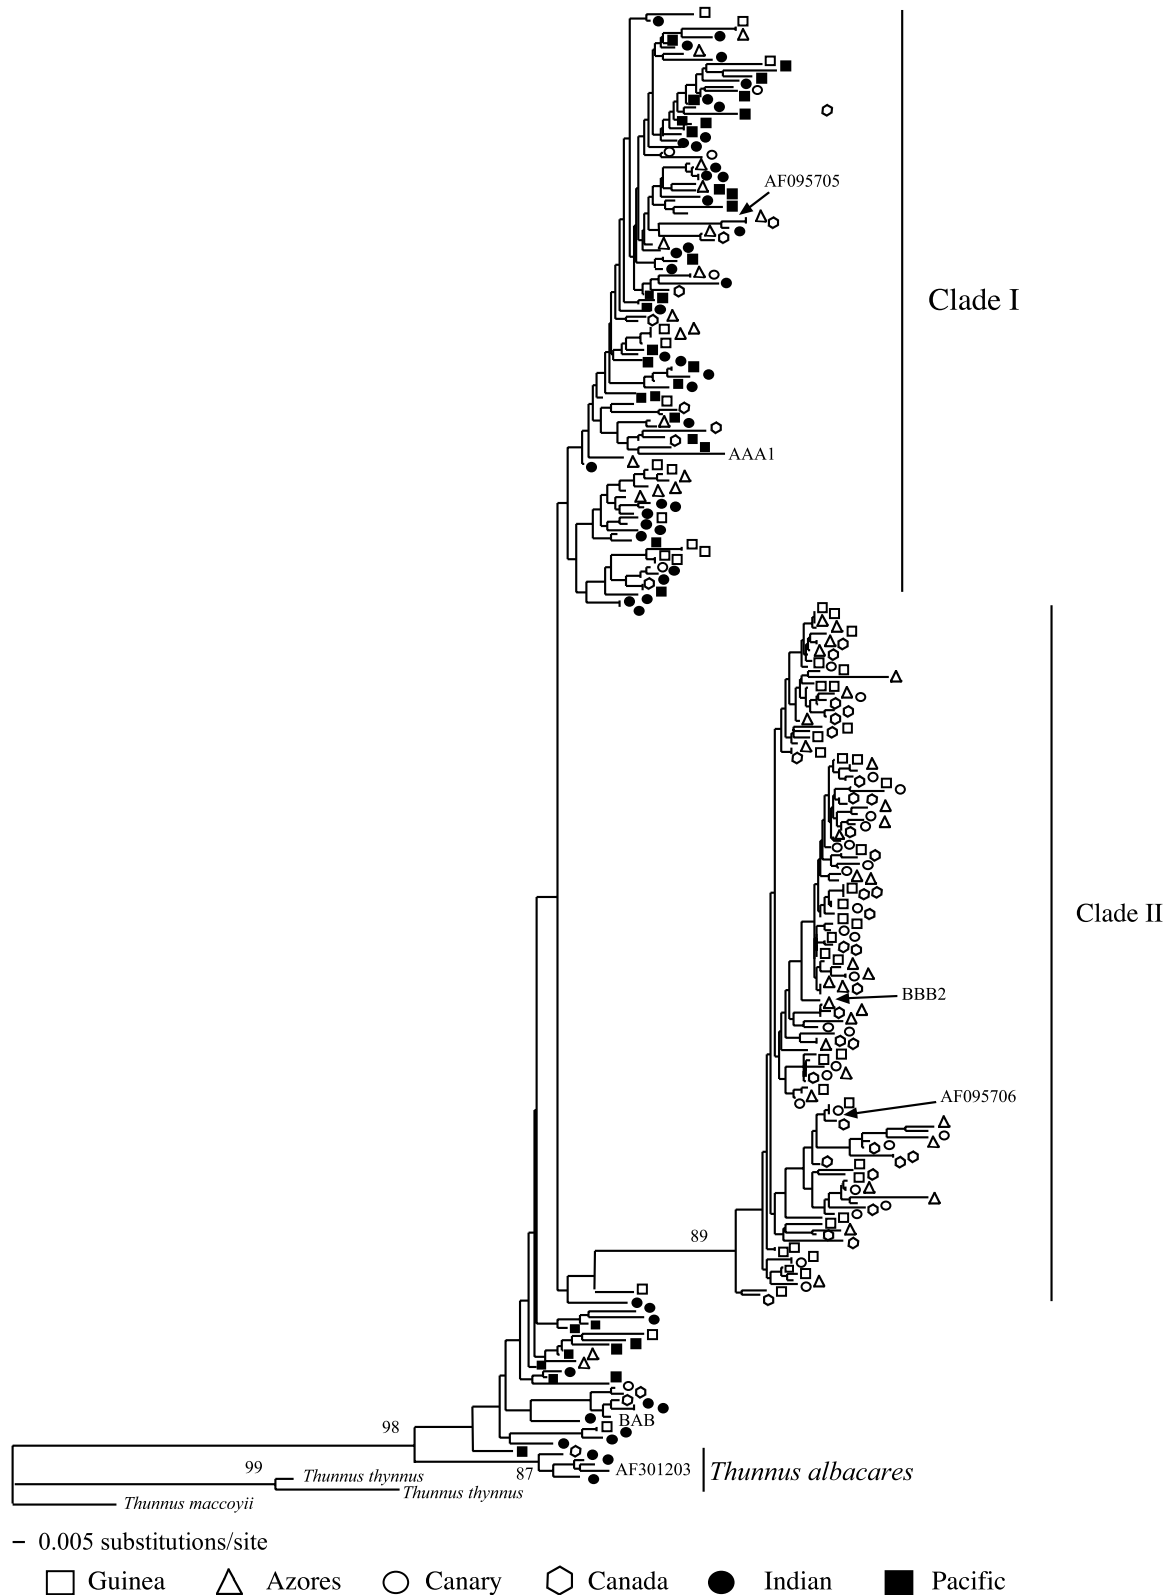 AF095705
Clade I
AAA1
Clade II
BBB2
AF095706
89
BAB
98
AF301203
87
Thunnus albacares
99
Thunnus thynnus
Thunnus thynnus
Thunnus maccoyii
0.005 substitutions/site
Guinea Azores Canary Canada Indian Pacific